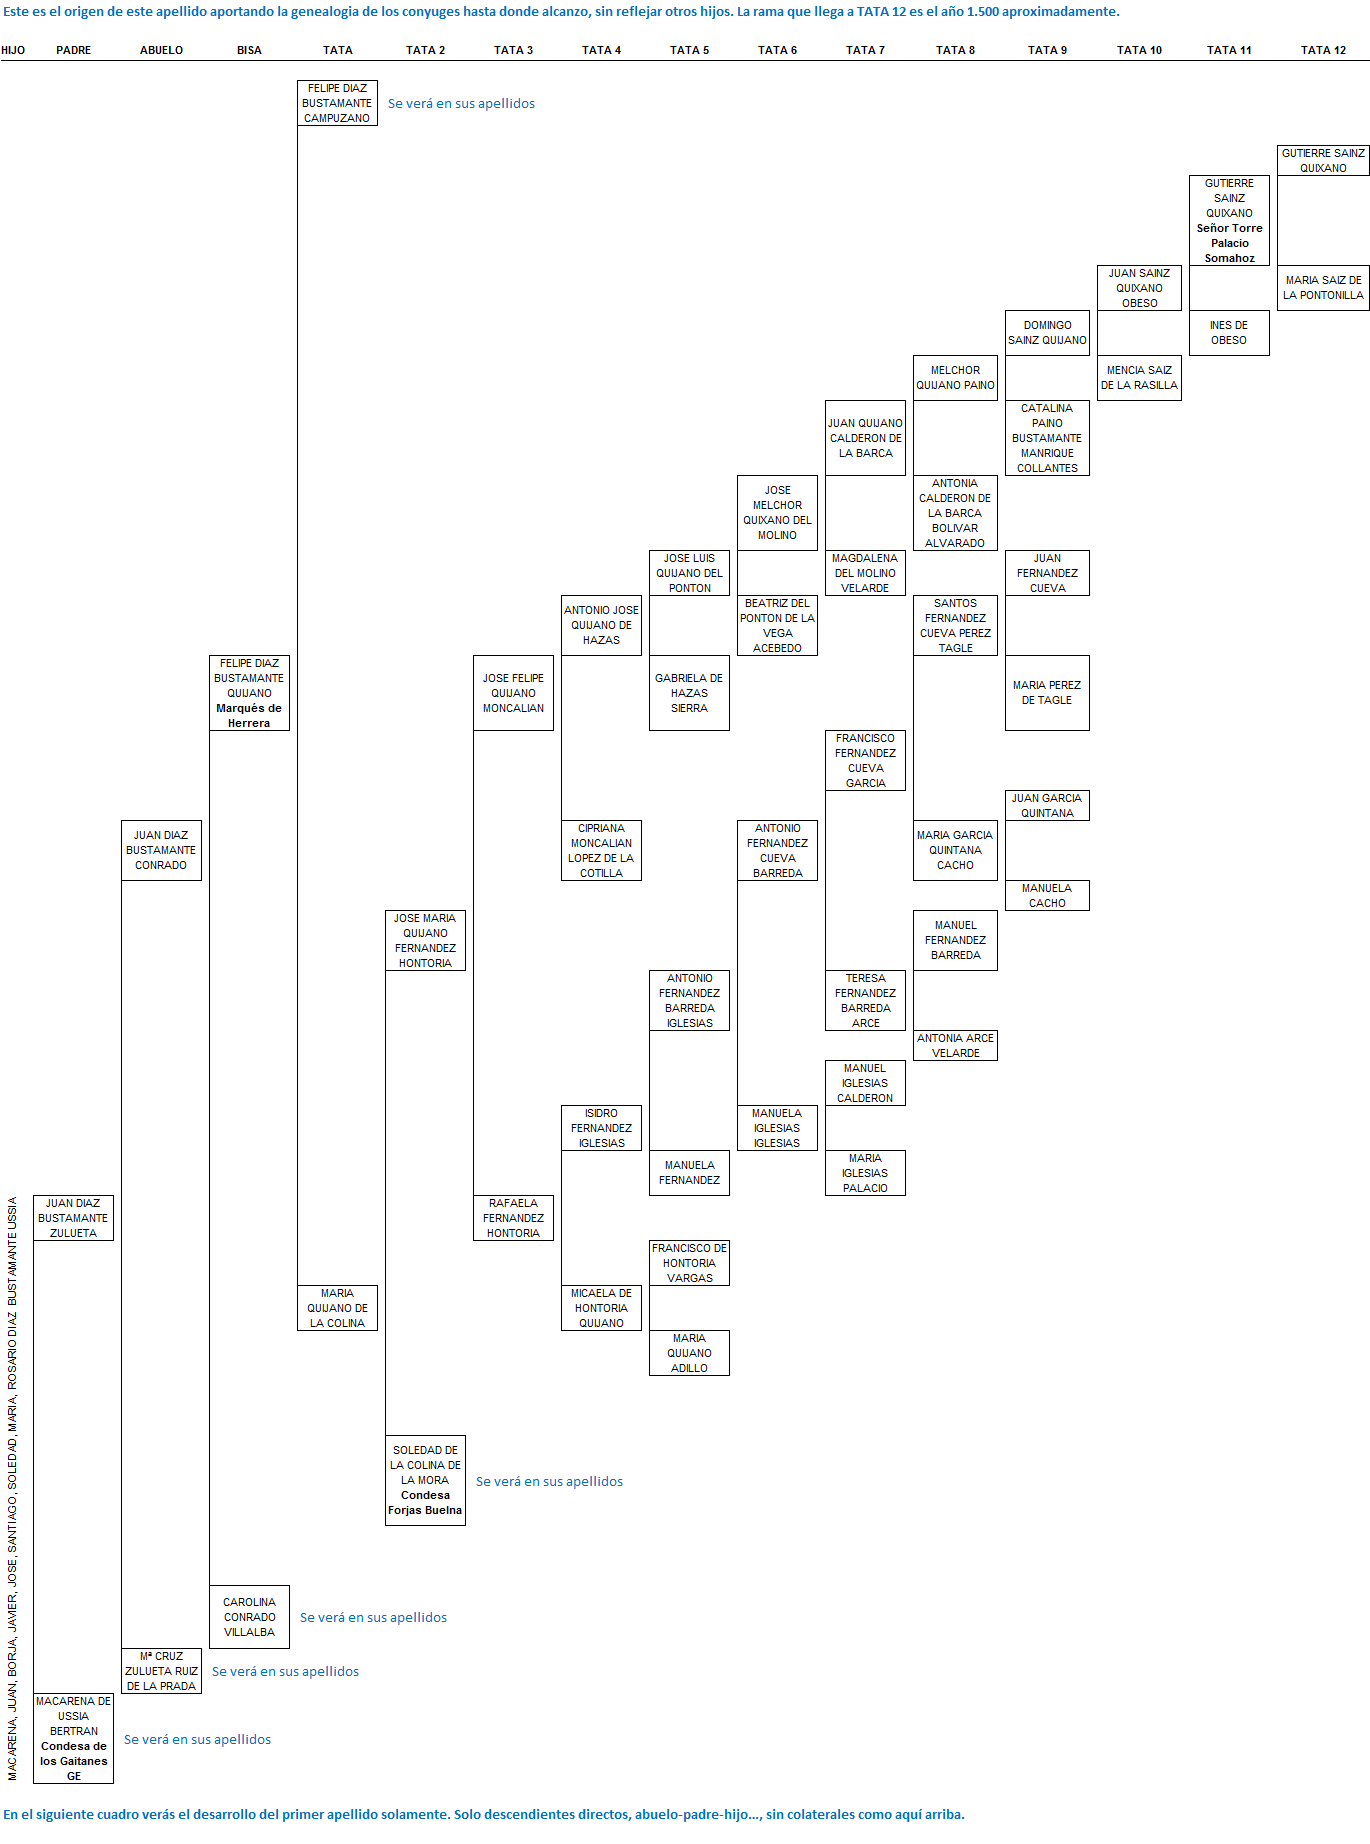 Este es el origen de este apellido aportando la genealogia de los conyuges hasta donde alcanzo, sin reflejar otros hijos. La rama que llega a TATA 12 es el año 1.500 aproximadamente.
HIJO PADRE ABUELO BISA TATA TATA 2 TATA 3 TATA 4 TATA 5 TATA 6 TATA 7 TATA 8 TATA 9 TATA 10 TATA 11 TATA 12
MACARENA, JUAN, BORJA, JAVIER, JOSE, SANTIAGO, SOLEDAD, MARIA, ROSARIO DIAZ BUSTAMANTE USSIA
JUAN DIAZ
BUSTAMANTE
ZULUETA
MACARENA DE
USSIA
BERTRAN
Condesa de
los Gaitanes
GE
Se verá en sus apellidos
JUAN DIAZ
BUSTAMANTE
CONRADO
Mª CRUZ
ZULUETA RUIZ
DE LA PRADA
Se verá en sus apellidos
FELIPE DIAZ
BUSTAMANTE
QUIJANO
Marqués de
Herrera
CAROLINA
CONRADO
VILLALBA
Se verá en sus apellidos
FELIPE DIAZ
BUSTAMANTE
CAMPUZANO
Se verá en sus apellidos
MARIA
QUIJANO DE
LA COLINA
JOSE MARIA
QUIJANO
FERNANDEZ
HONTORIA
SOLEDAD DE
LA COLINA DE
LA MORA
Condesa
Forjas Buelna
Se verá en sus apellidos
JOSE FELIPE
QUIJANO
MONCALIAN
RAFAELA
FERNANDEZ
HONTORIA
ANTONIO JOSE
QUIJANO DE
HAZAS
CIPRIANA
MONCALIAN
LOPEZ DE LA
COTILLA
ISIDRO
FERNANDEZ
IGLESIAS
MICAELA DE
HONTORIA
QUIJANO
JOSE LUIS
QUIJANO DEL
PONTON
GABRIELA DE
HAZAS
SIERRA
ANTONIO
FERNANDEZ
BARREDA
IGLESIAS
MANUELA
FERNANDEZ
FRANCISCO DE
HONTORIA
VARGAS
MARIA
QUIJANO
ADILLO
JOSE
MELCHOR
QUIXANO DEL
MOLINO
BEATRIZ DEL
PONTON DE LA
VEGA
ACEBEDO
ANTONIO
FERNANDEZ
CUEVA
BARREDA
MANUELA
IGLESIAS
IGLESIAS
JUAN QUIJANO
CALDERON DE
LA BARCA
MAGDALENA
DEL MOLINO
VELARDE
FRANCISCO
FERNANDEZ
CUEVA
GARCIA
TERESA
FERNANDEZ
BARREDA
ARCE
MANUEL
IGLESIAS
CALDERON
MARIA
IGLESIAS
PALACIO
MELCHOR
QUIJANO PAINO
ANTONIA
CALDERON DE
LA BARCA
BOLIVAR
ALVARADO
SANTOS
FERNANDEZ
CUEVA PEREZ
TAGLE
MARIA GARCIA
QUINTANA
CACHO
MANUEL
FERNANDEZ
BARREDA
ANTONIA ARCE
VELARDE
DOMINGO
SAINZ QUIJANO
CATALINA
PAINO
BUSTAMANTE
MANRIQUE
COLLANTES
JUAN
FERNANDEZ
CUEVA
MARIA PEREZ
DE TAGLE
JUAN GARCIA
QUINTANA
MANUELA
CACHO
JUAN SAINZ
QUIXANO
OBESO
MENCIA SAIZ
DE LA RASILLA
GUTIERRE
SAINZ
QUIXANO
Señor Torre
Palacio
Somahoz
INES DE
OBESO
GUTIERRE SAINZ
QUIXANO
MARIA SAIZ DE
LA PONTONILLA
En el siguiente cuadro verás el desarrollo del primer apellido solamente. Solo descendientes directos, abuelo-padre-hijo…, sin colaterales como aquí arriba.